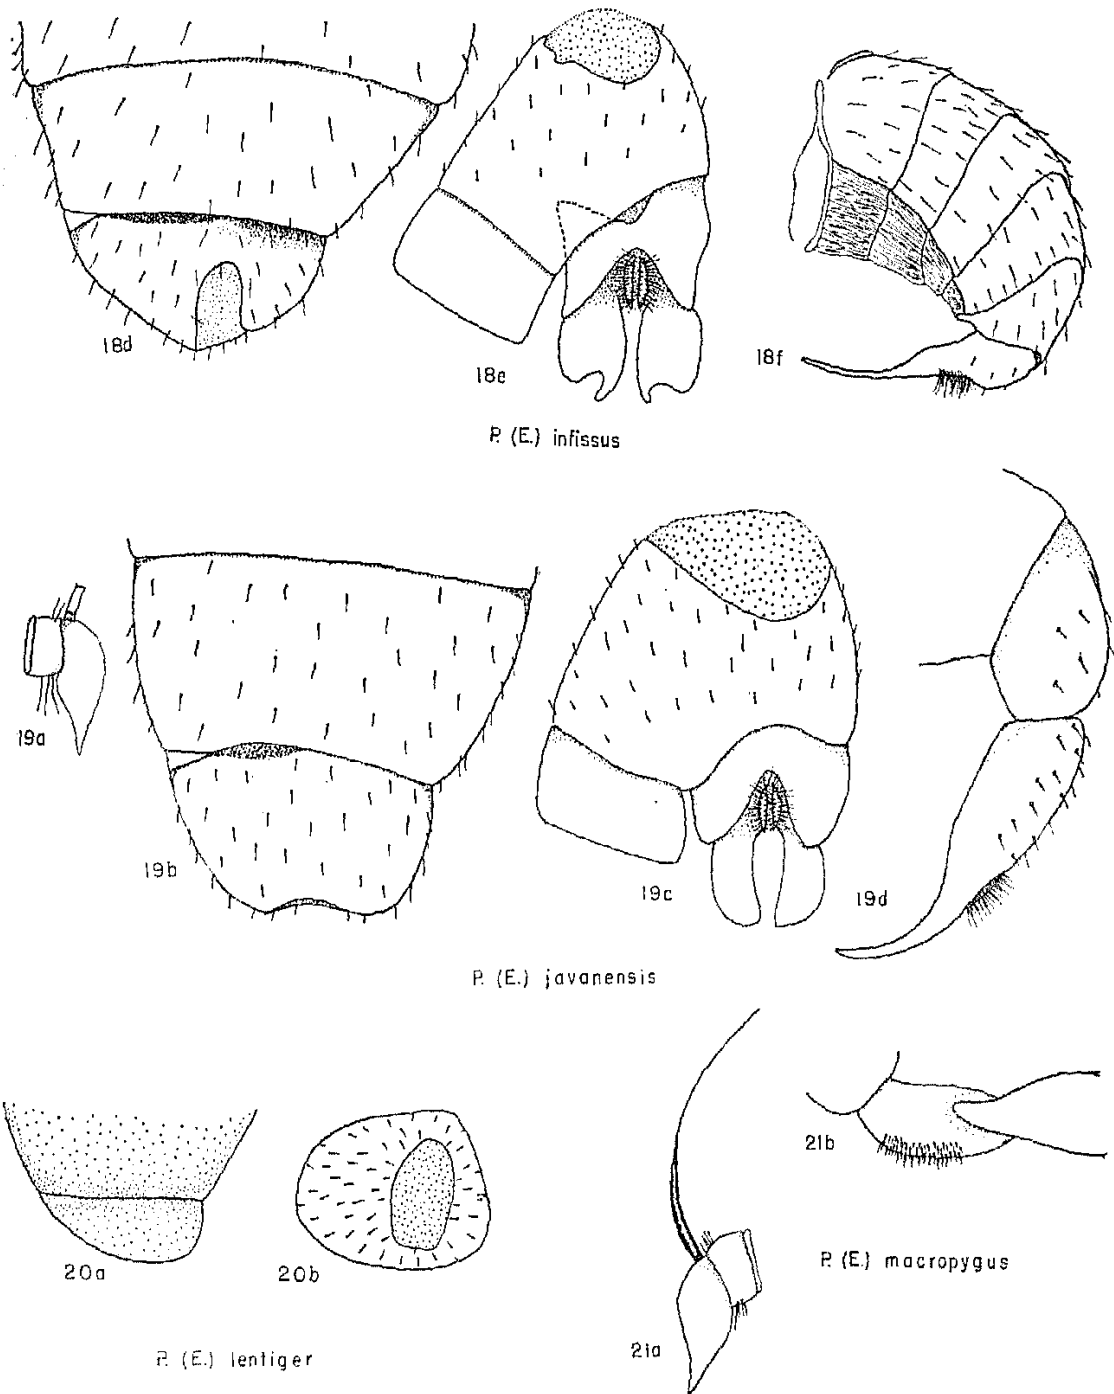 18d
18e
18f
P. (E.) infissus
19a
19b
19c
19d
P. (E.) javanensis
20a
20b
21a
21b
P. (E.) macropygus
P. (E.) lentiger